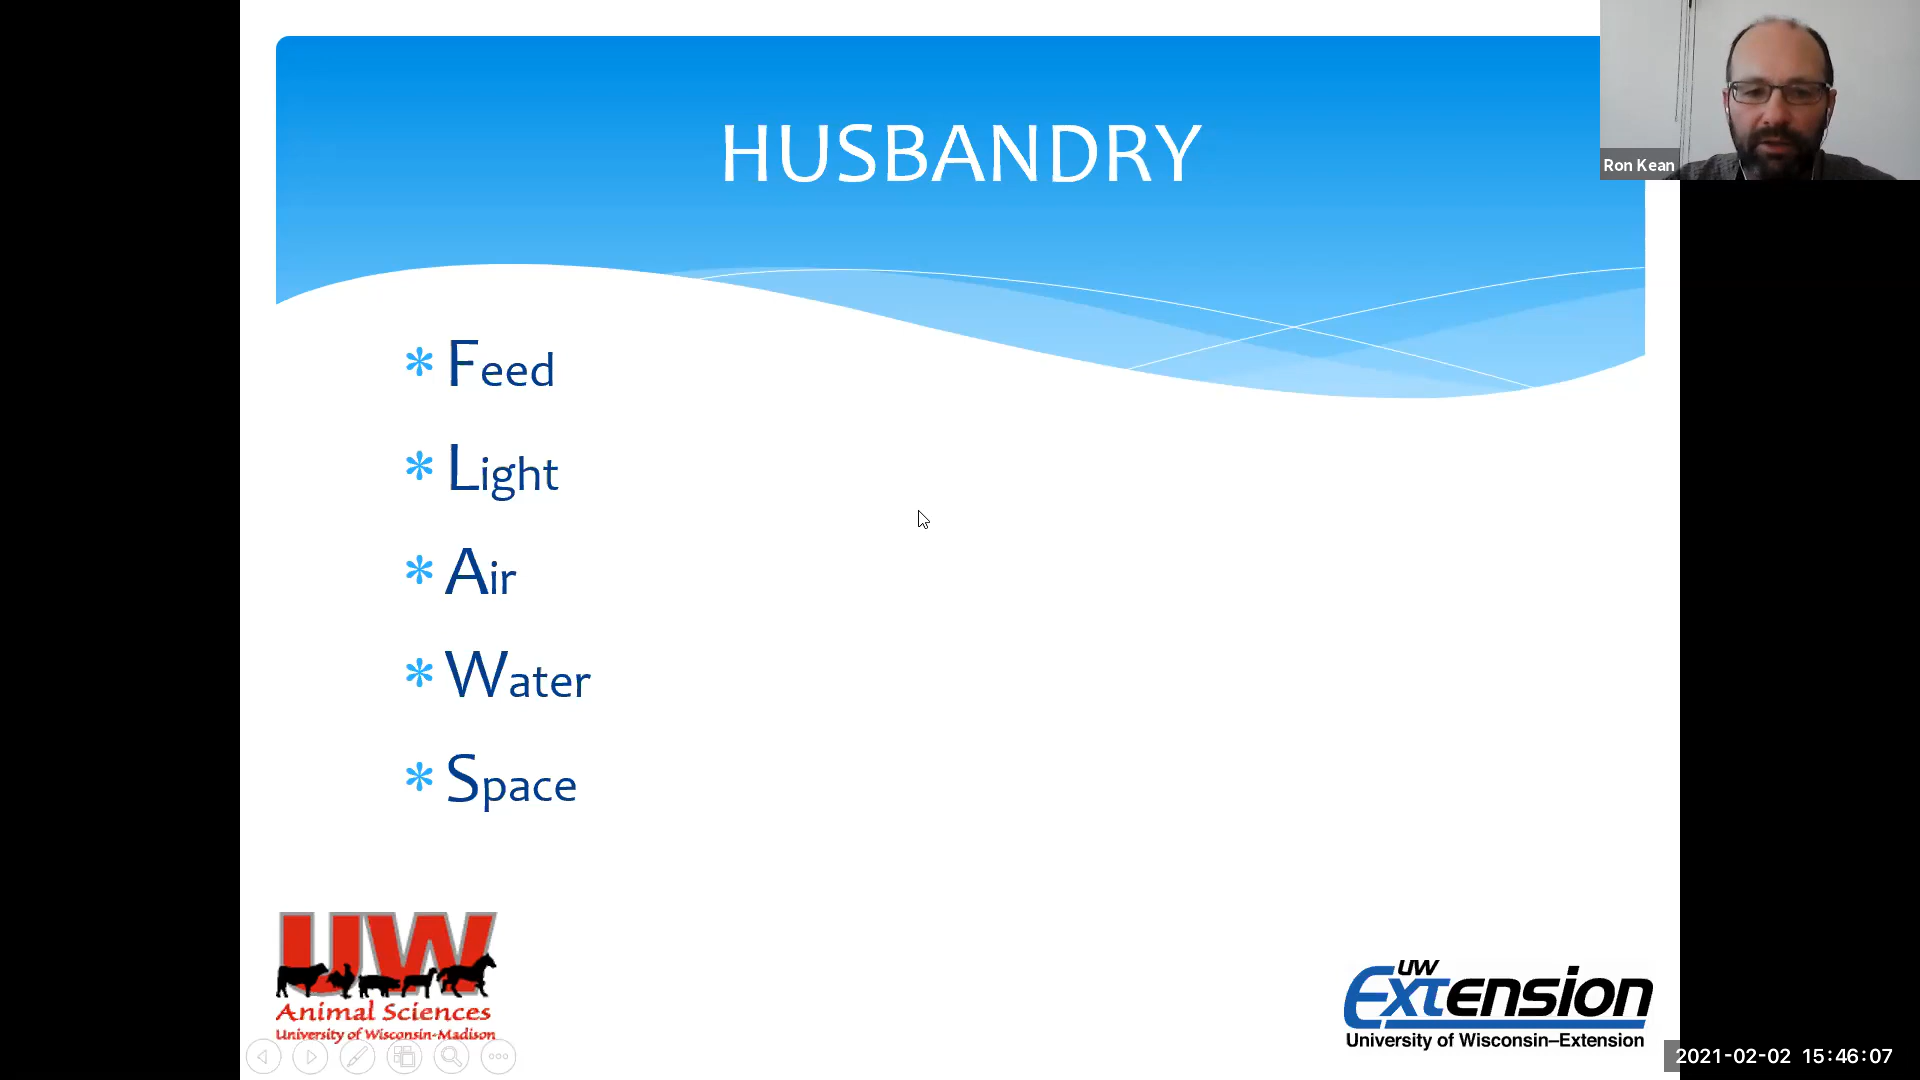 HUSBANDRY
Ron Kean
* Feed
* Light
* Air
* Water
* Space
UW
Animal Sciences
University of Wisconsin-Madison
UW
Extension
University of Wisconsin–Extension
2021-02-02 15:46:07